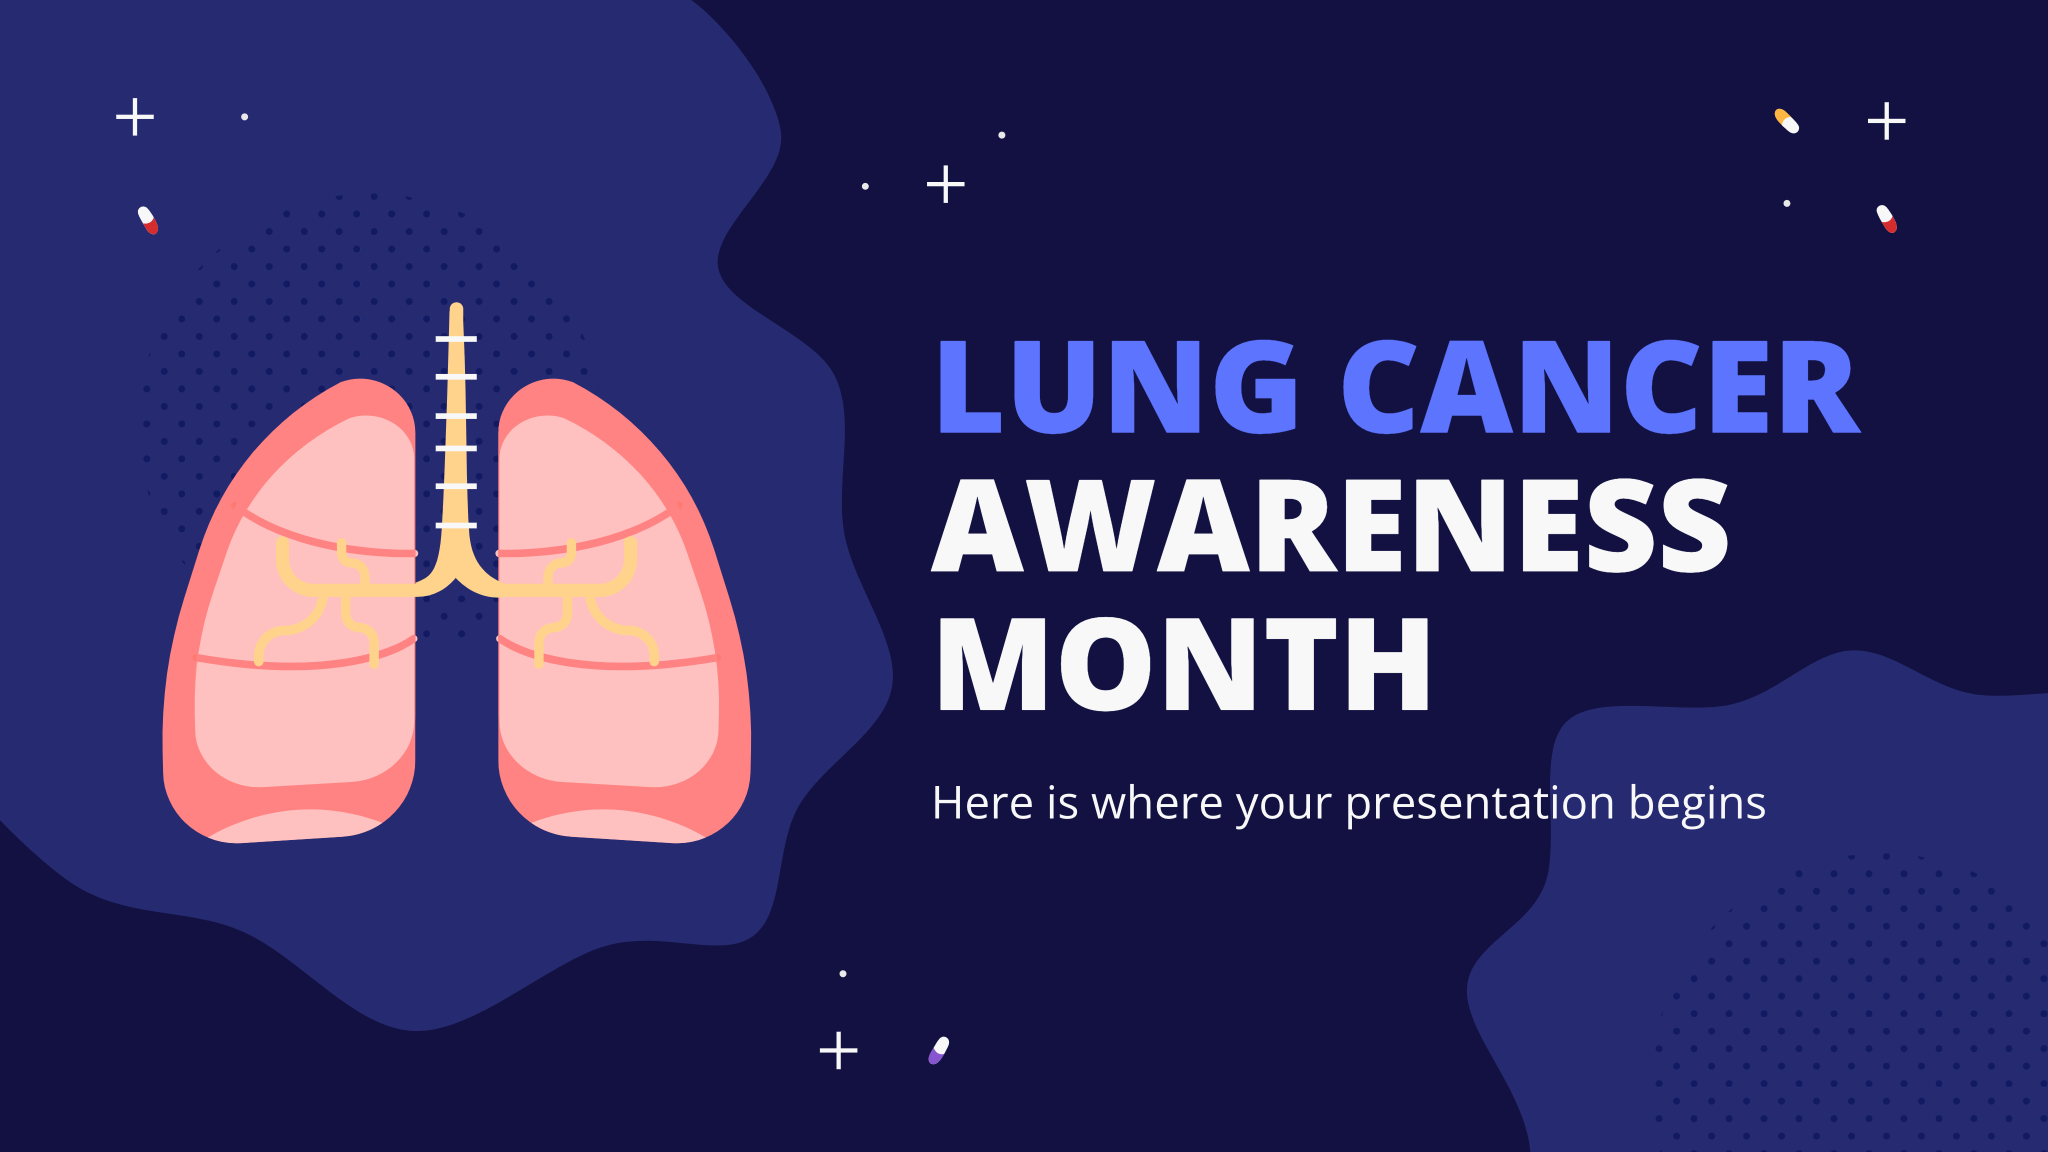 LUNG CANCER
AWARENESS
MONTH
Here is where your presentation begins